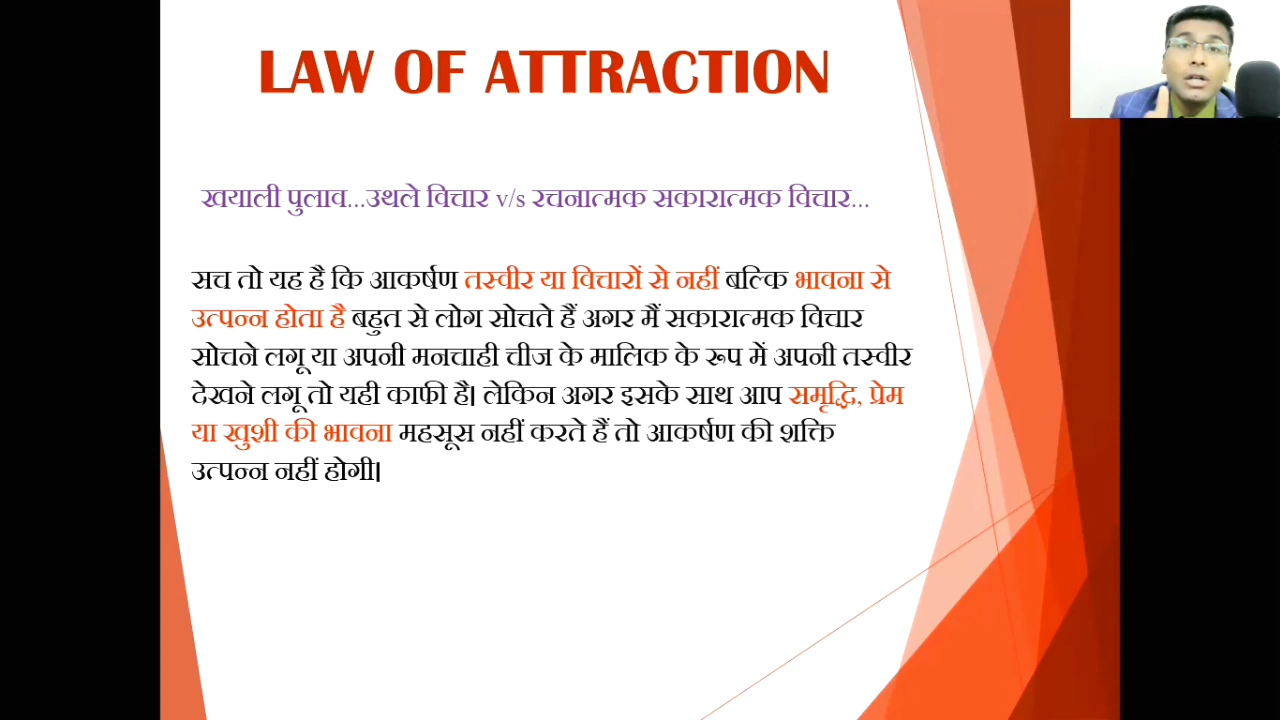 LAW OF ATTRACTION
खयाली पुलाव...उथले विचार v/s रचनात्मक सकारात्मक विचार...
सच तो यह है कि आकर्षण तस्वीर या विचारों से नहीं बल्कि भावना से
उत्पन्न होता है बहुत से लोग सोचते हैं अगर मैं सकारात्मक विचार
सोचने लगू या अपनी मनचाही चीज के मालिक के रूप में अपनी तस्वीर
देखने लगू तो यही काफी है। लेकिन अगर इसके साथ आप समृद्धि, प्रेम
या खुशी की भावना महसूस नहीं करते हैं तो आकर्षण की शक्ति
उत्पन्न नहीं होगी।